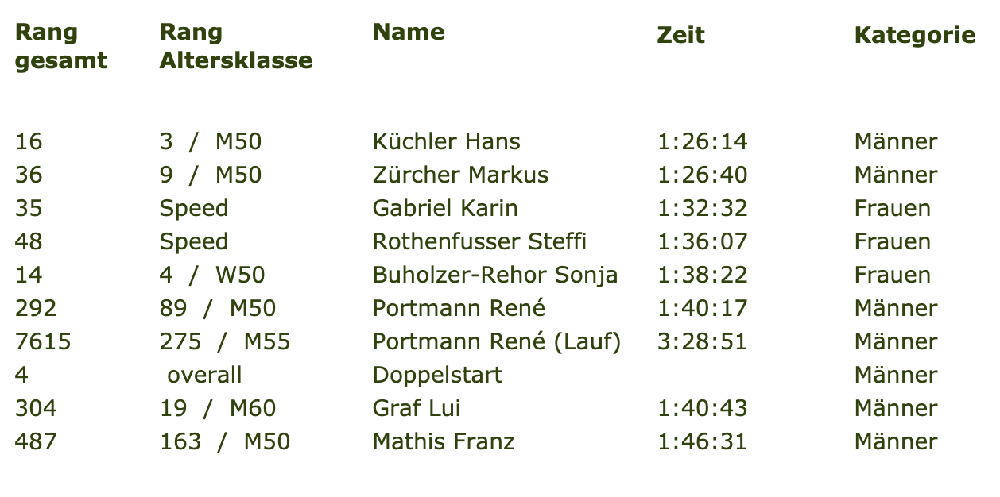 Rang gesamt Rang Altersklasse Name Zeit Kategorie
16 3 / M50 Küchler Hans 1:26:14 Männer
36 9 / M50 Zürcher Markus 1:26:40 Männer
35 Speed Gabriel Karin 1:32:32 Frauen
48 Speed Rothenfusser Steffi 1:36:07 Frauen
14 4 / W50 Buholzer-Rehor Sonja 1:38:22 Frauen
292 89 / M50 Portmann René 1:40:17 Männer
7615 275 / M55 Portmann René (Lauf) 3:28:51 Männer
4 overall Doppelstart Männer
304 19 / M60 Graf Lui 1:40:43 Männer
487 163 / M50 Mathis Franz 1:46:31 Männer